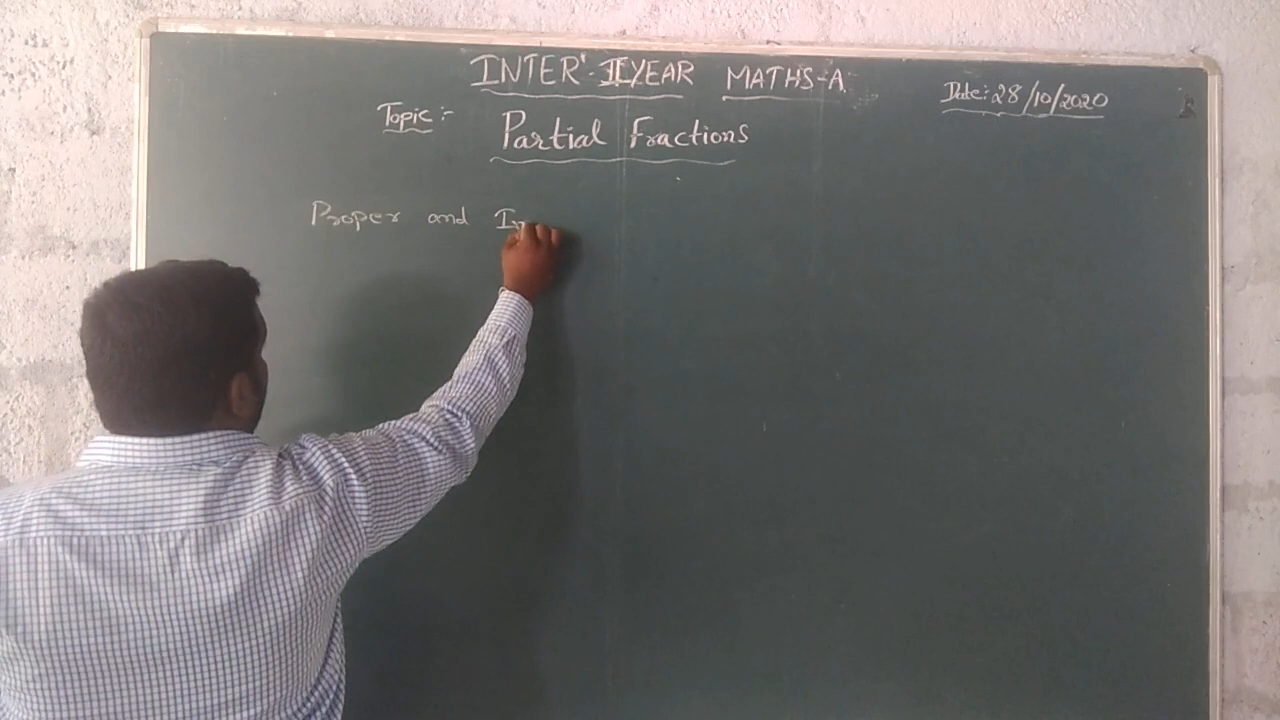 INTER' - II YEAR MATHS-A
Date: 28/10/2020
Topic :-
Partial Fractions
Proper and